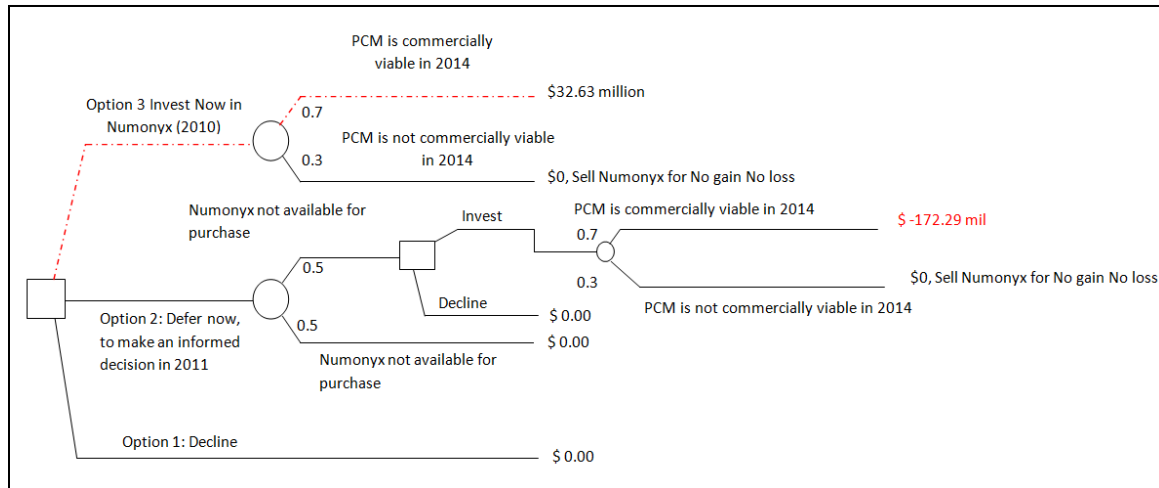 PCM is commercially
viable in 2014
$32.63 million
Option 3 Invest Now in
Numonyx (2010)
0.7
PCM is not commercially viable
in 2014
0.3
$0, Sell Numonyx for No gain No loss
Numonyx not available for
purchase
Invest
PCM is commercially viable in 2014
$ -172.29 mil
0.7
0.5
0.3
$0, Sell Numonyx for No gain No loss
Decline
PCM is not commercially viable in 2014
$ 0.00
Option 2: Defer now,
to make an informed
decision in 2011
0.5
$ 0.00
Numonyx not available for
purchase
Option 1: Decline
$ 0.00